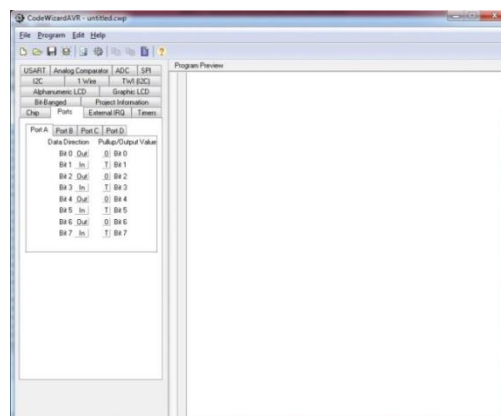 CodeWizardAVR - untitled.cwp
File Program Edit Help
USART Analog Comparator ADC SPI
I2C 1 Wire TWI (I2C)
Alphanumeric LCD Graphic LCD
Bit-Banged Project Information
Chip Ports External IRQ Timers
Port A Port B Port C Port D
Data Direction Pullup/Output Value
Bit 0 Out 0 Bit 0
Bit 1 In T Bit 1
Bit 2 Out 0 Bit 2
Bit 3 In T Bit 3
Bit 4 Out 0 Bit 4
Bit 5 In T Bit 5
Bit 6 Out 0 Bit 6
Bit 7 In T Bit 7
Program Preview